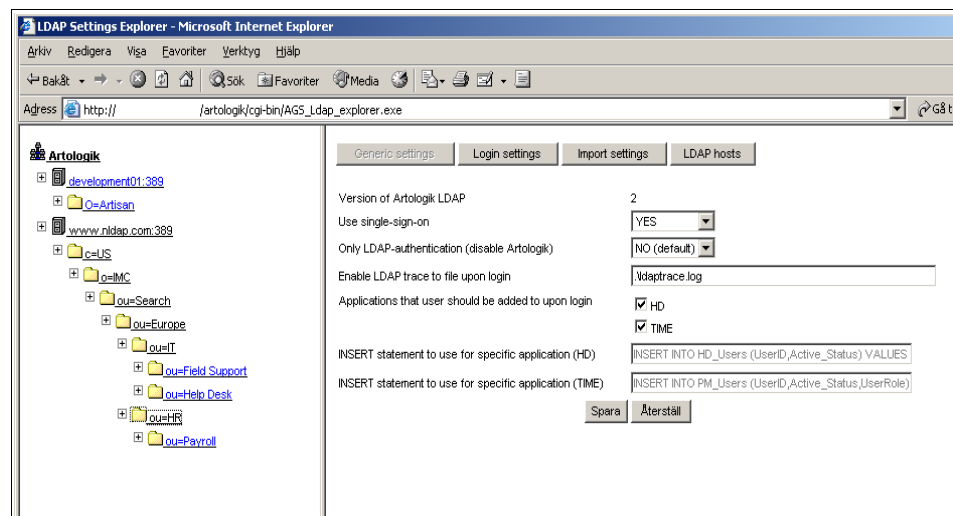 LDAP Settings Explorer - Microsoft Internet Explorer
Arkiv Redigera Visa Favoriter Verktyg Hjälp
Bakåt Sök Favoriter Media
Adress http:// /artologik/cgi-bin/AGS_Ldap_explorer.exe Gå t
Artologik
development01:389
O=Artisan
www.nldap.com:389
c=US
o=IMC
ou=Search
ou=Europe
ou=IT
ou=Field Support
ou=Help Desk
ou=HR
ou=Payroll
Generic settings Login settings Import settings LDAP hosts
Version of Artologik LDAP 2
Use single-sign-on YES
Only LDAP-authentication (disable Artologik) NO (default)
Enable LDAP trace to file upon login .\ldaptrace.log
Applications that user should be added to upon login HD
TIME
INSERT statement to use for specific application (HD) INSERT INTO HD_Users (UserID,Active_Status) VALUES
INSERT statement to use for specific application (TIME) INSERT INTO PM_Users (UserID,Active_Status,UserRole)
Spara Återställ